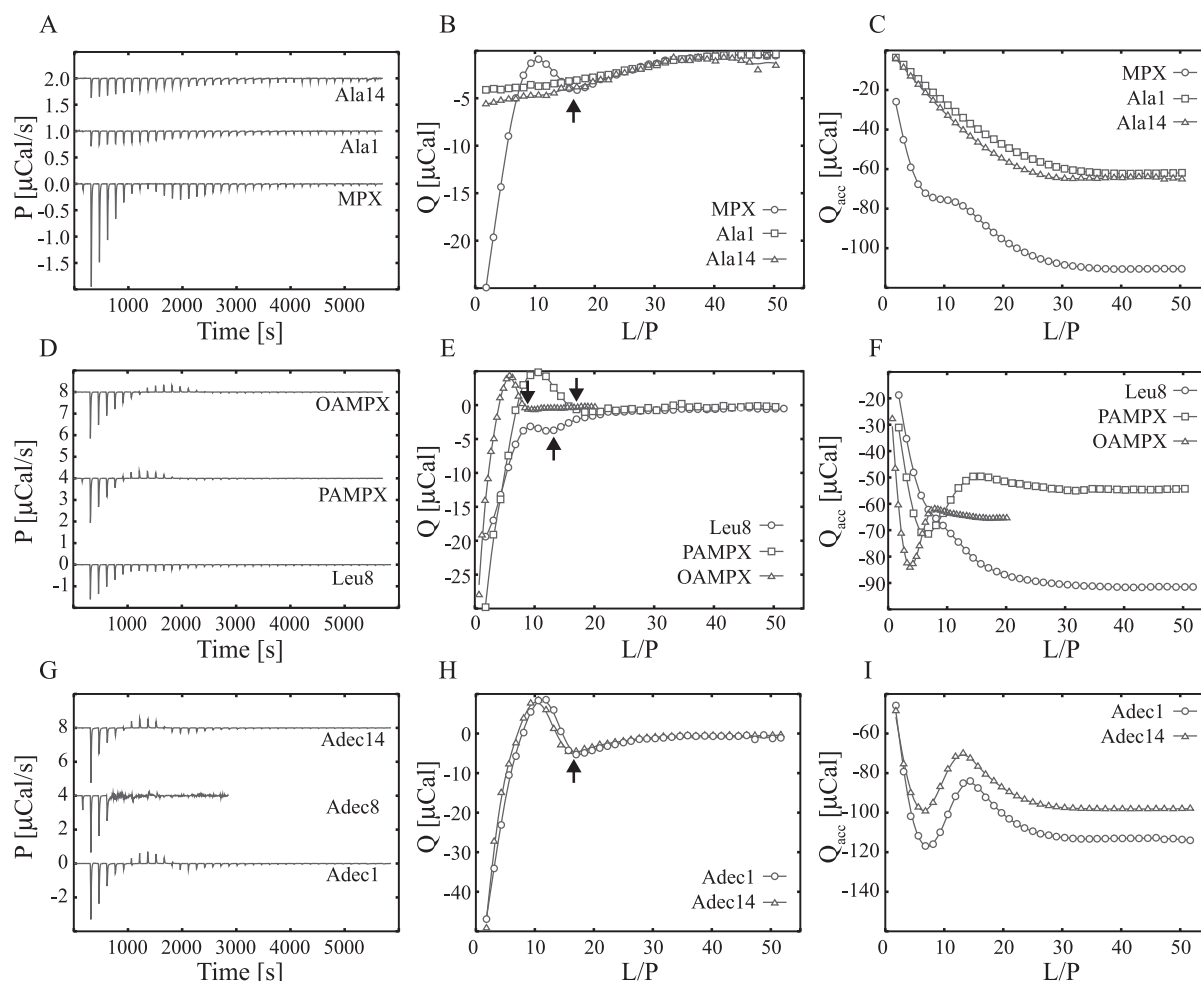 A
P [µCal/s]
2.0
1.5
1.0
0.5
0.0
-0.5
-1.0
-1.5
Ala14
Ala1
MPX
1000 2000 3000 4000 5000
Time [s]
B
Q [µCal]
-5
-10
-15
-20
MPX
Ala1
Ala14
0 10 20 30 40 50
L/P
C
Qacc [µCal]
-20
-40
-60
-80
-100
MPX
Ala1
Ala14
0 10 20 30 40 50
L/P
D
P [µCal/s]
8
7
6
8
4
3
2
0
-1
OAMPX
PAMPX
Leu8
1000 2000 3000 4000 5000
Time [s]
E
Q [µCal]
0
-5
-10
-15
-20
-25
Leu8
PAMPX
OAMPX
0 10 20 30 40 50
L/P
F
Qacc [µCal]
-20
-30
-40
-50
-60
-70
-80
-90
Leu8
PAMPX
OAMPX
0 10 20 30 40 50
L/P
G
P [µCal/s]
8
6
4
2
0
-2
Adec14
Adec8
Adec1
1000 2000 3000 4000 5000
Time [s]
H
Q [µCal]
0
-10
-20
-30
-40
Adec1
Adec14
0 10 20 30 40 50
L/P
I
Qacc [µCal]
-40
-60
-80
-100
-120
-140
Adec1
Adec14
0 10 20 30 40 50
L/P